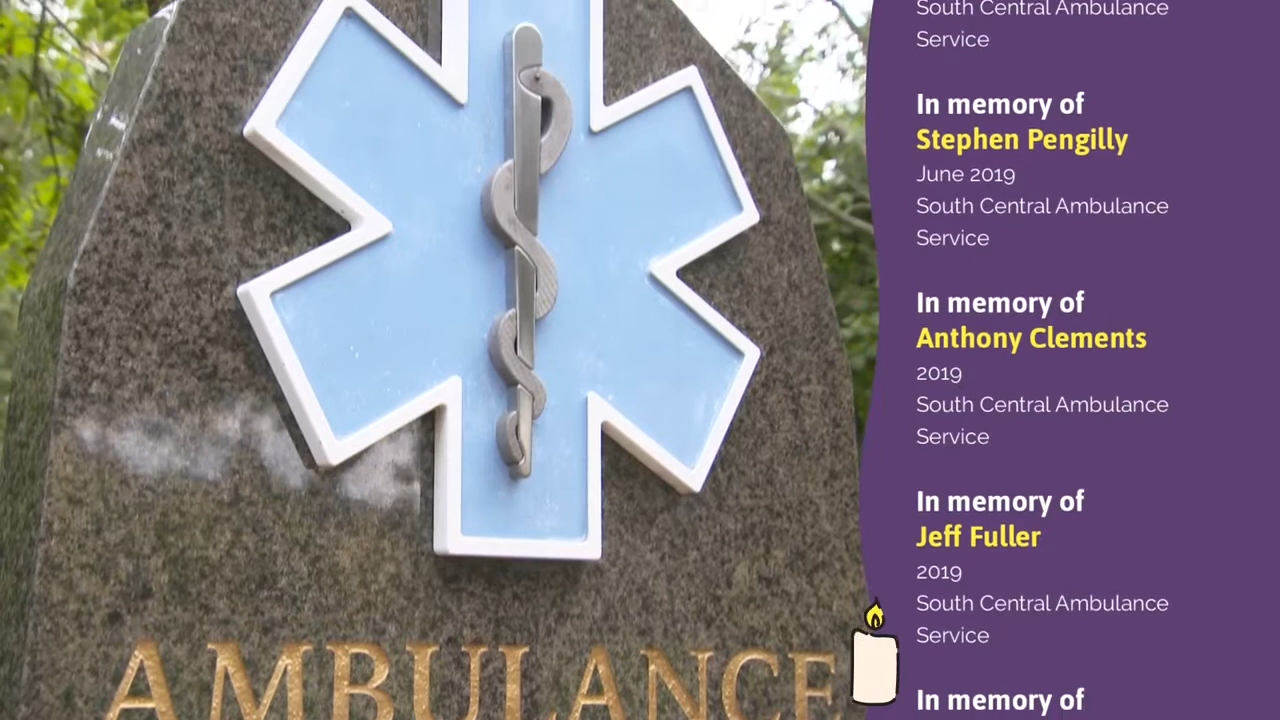 AMBULANCE
South Central Ambulance
Service
In memory of
Stephen Pengilly
June 2019
South Central Ambulance
Service
In memory of
Anthony Clements
2019
South Central Ambulance
Service
In memory of
Jeff Fuller
2019
South Central Ambulance
Service
In memory of